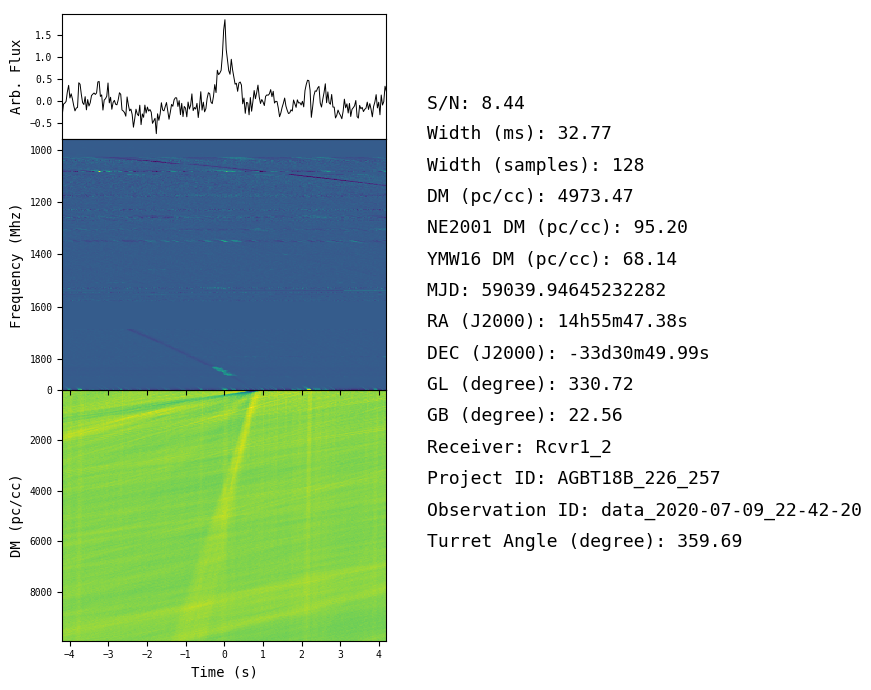 Arb. Flux
1.5
1.0
0.5
0.0
−0.5
Frequency (Mhz)
1000
1200
1400
1600
1800
DM (pc/cc)
0
2000
4000
6000
8000
−4 −3 −2 −1 0 1 2 3 4
Time (s)
S/N: 8.44
Width (ms): 32.77
Width (samples): 128
DM (pc/cc): 4973.47
NE2001 DM (pc/cc): 95.20
YMW16 DM (pc/cc): 68.14
MJD: 59039.94645232282
RA (J2000): 14h55m47.38s
DEC (J2000): -33d30m49.99s
GL (degree): 330.72
GB (degree): 22.56
Receiver: Rcvr1_2
Project ID: AGBT18B_226_257
Observation ID: data_2020-07-09_22-42-20
Turret Angle (degree): 359.69